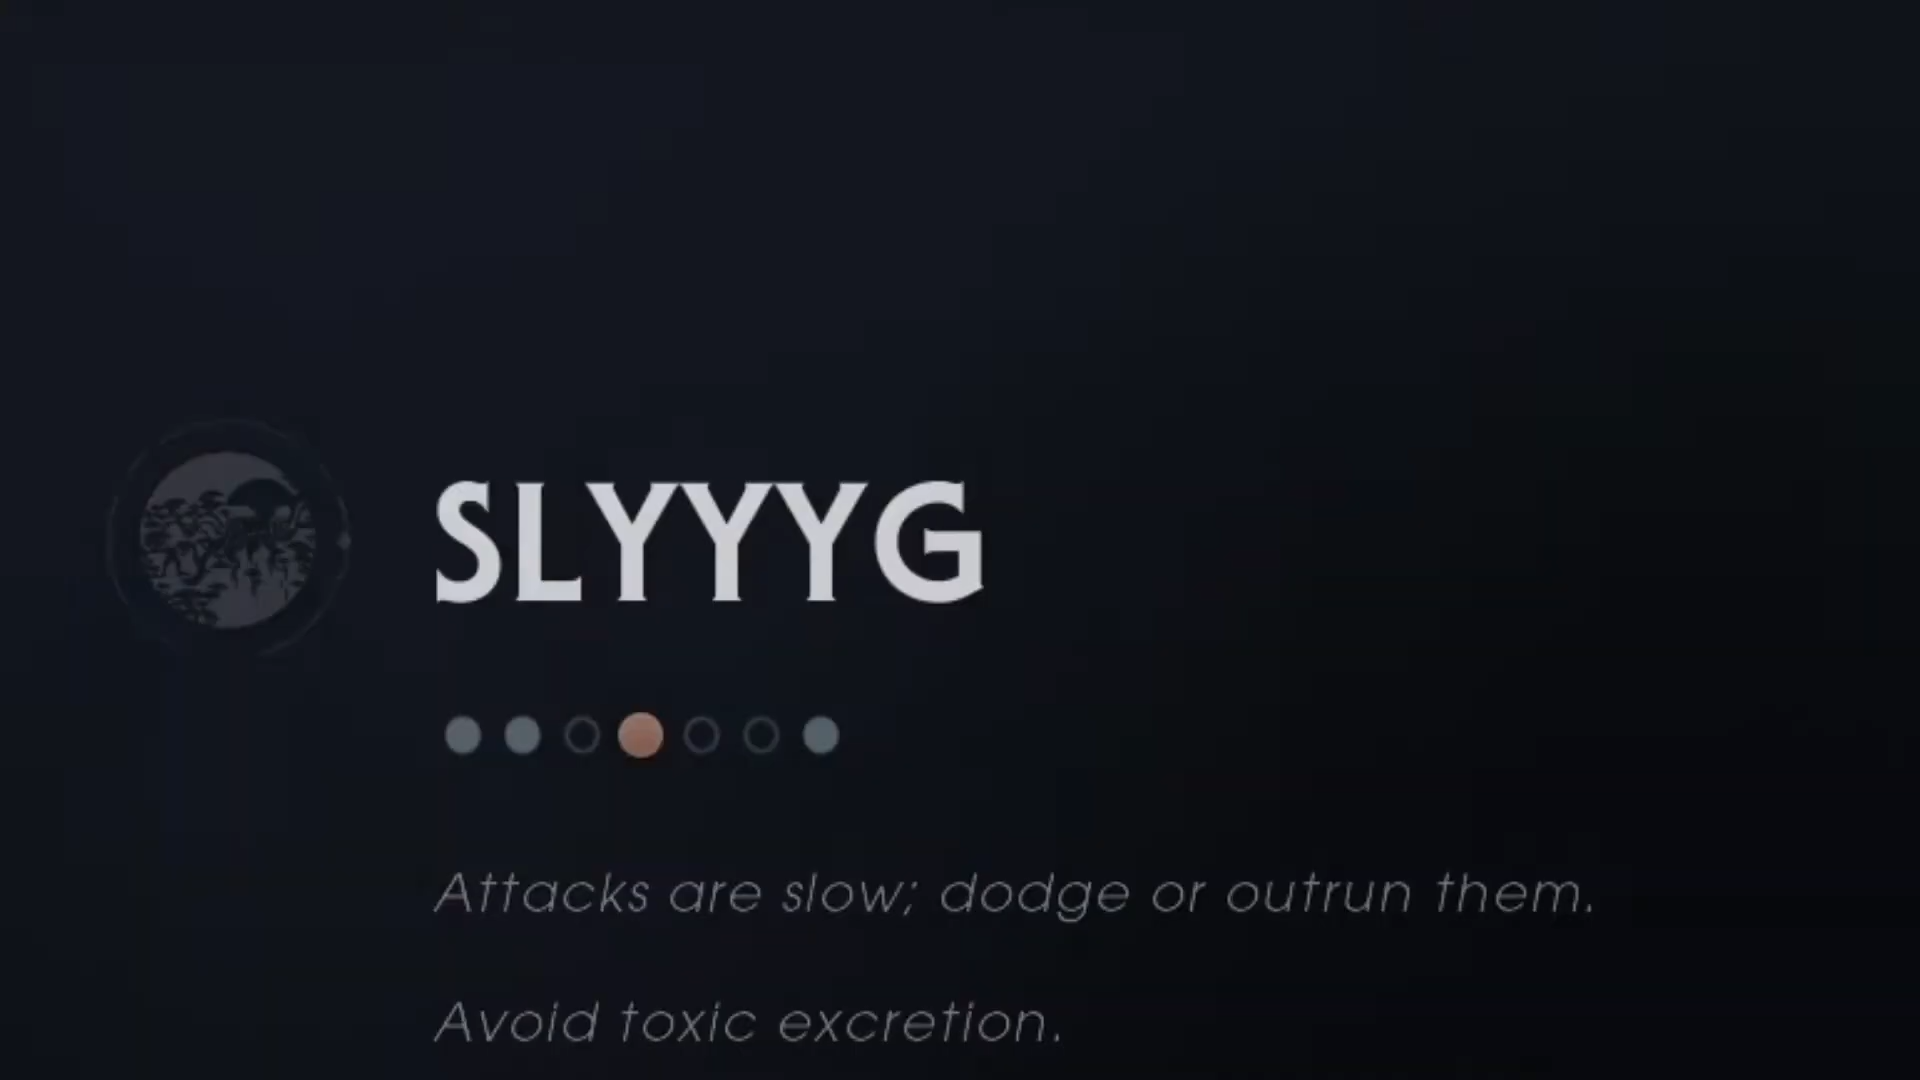 SLYYYG
Attacks are slow; dodge or outrun them.
Avoid toxic excretion.